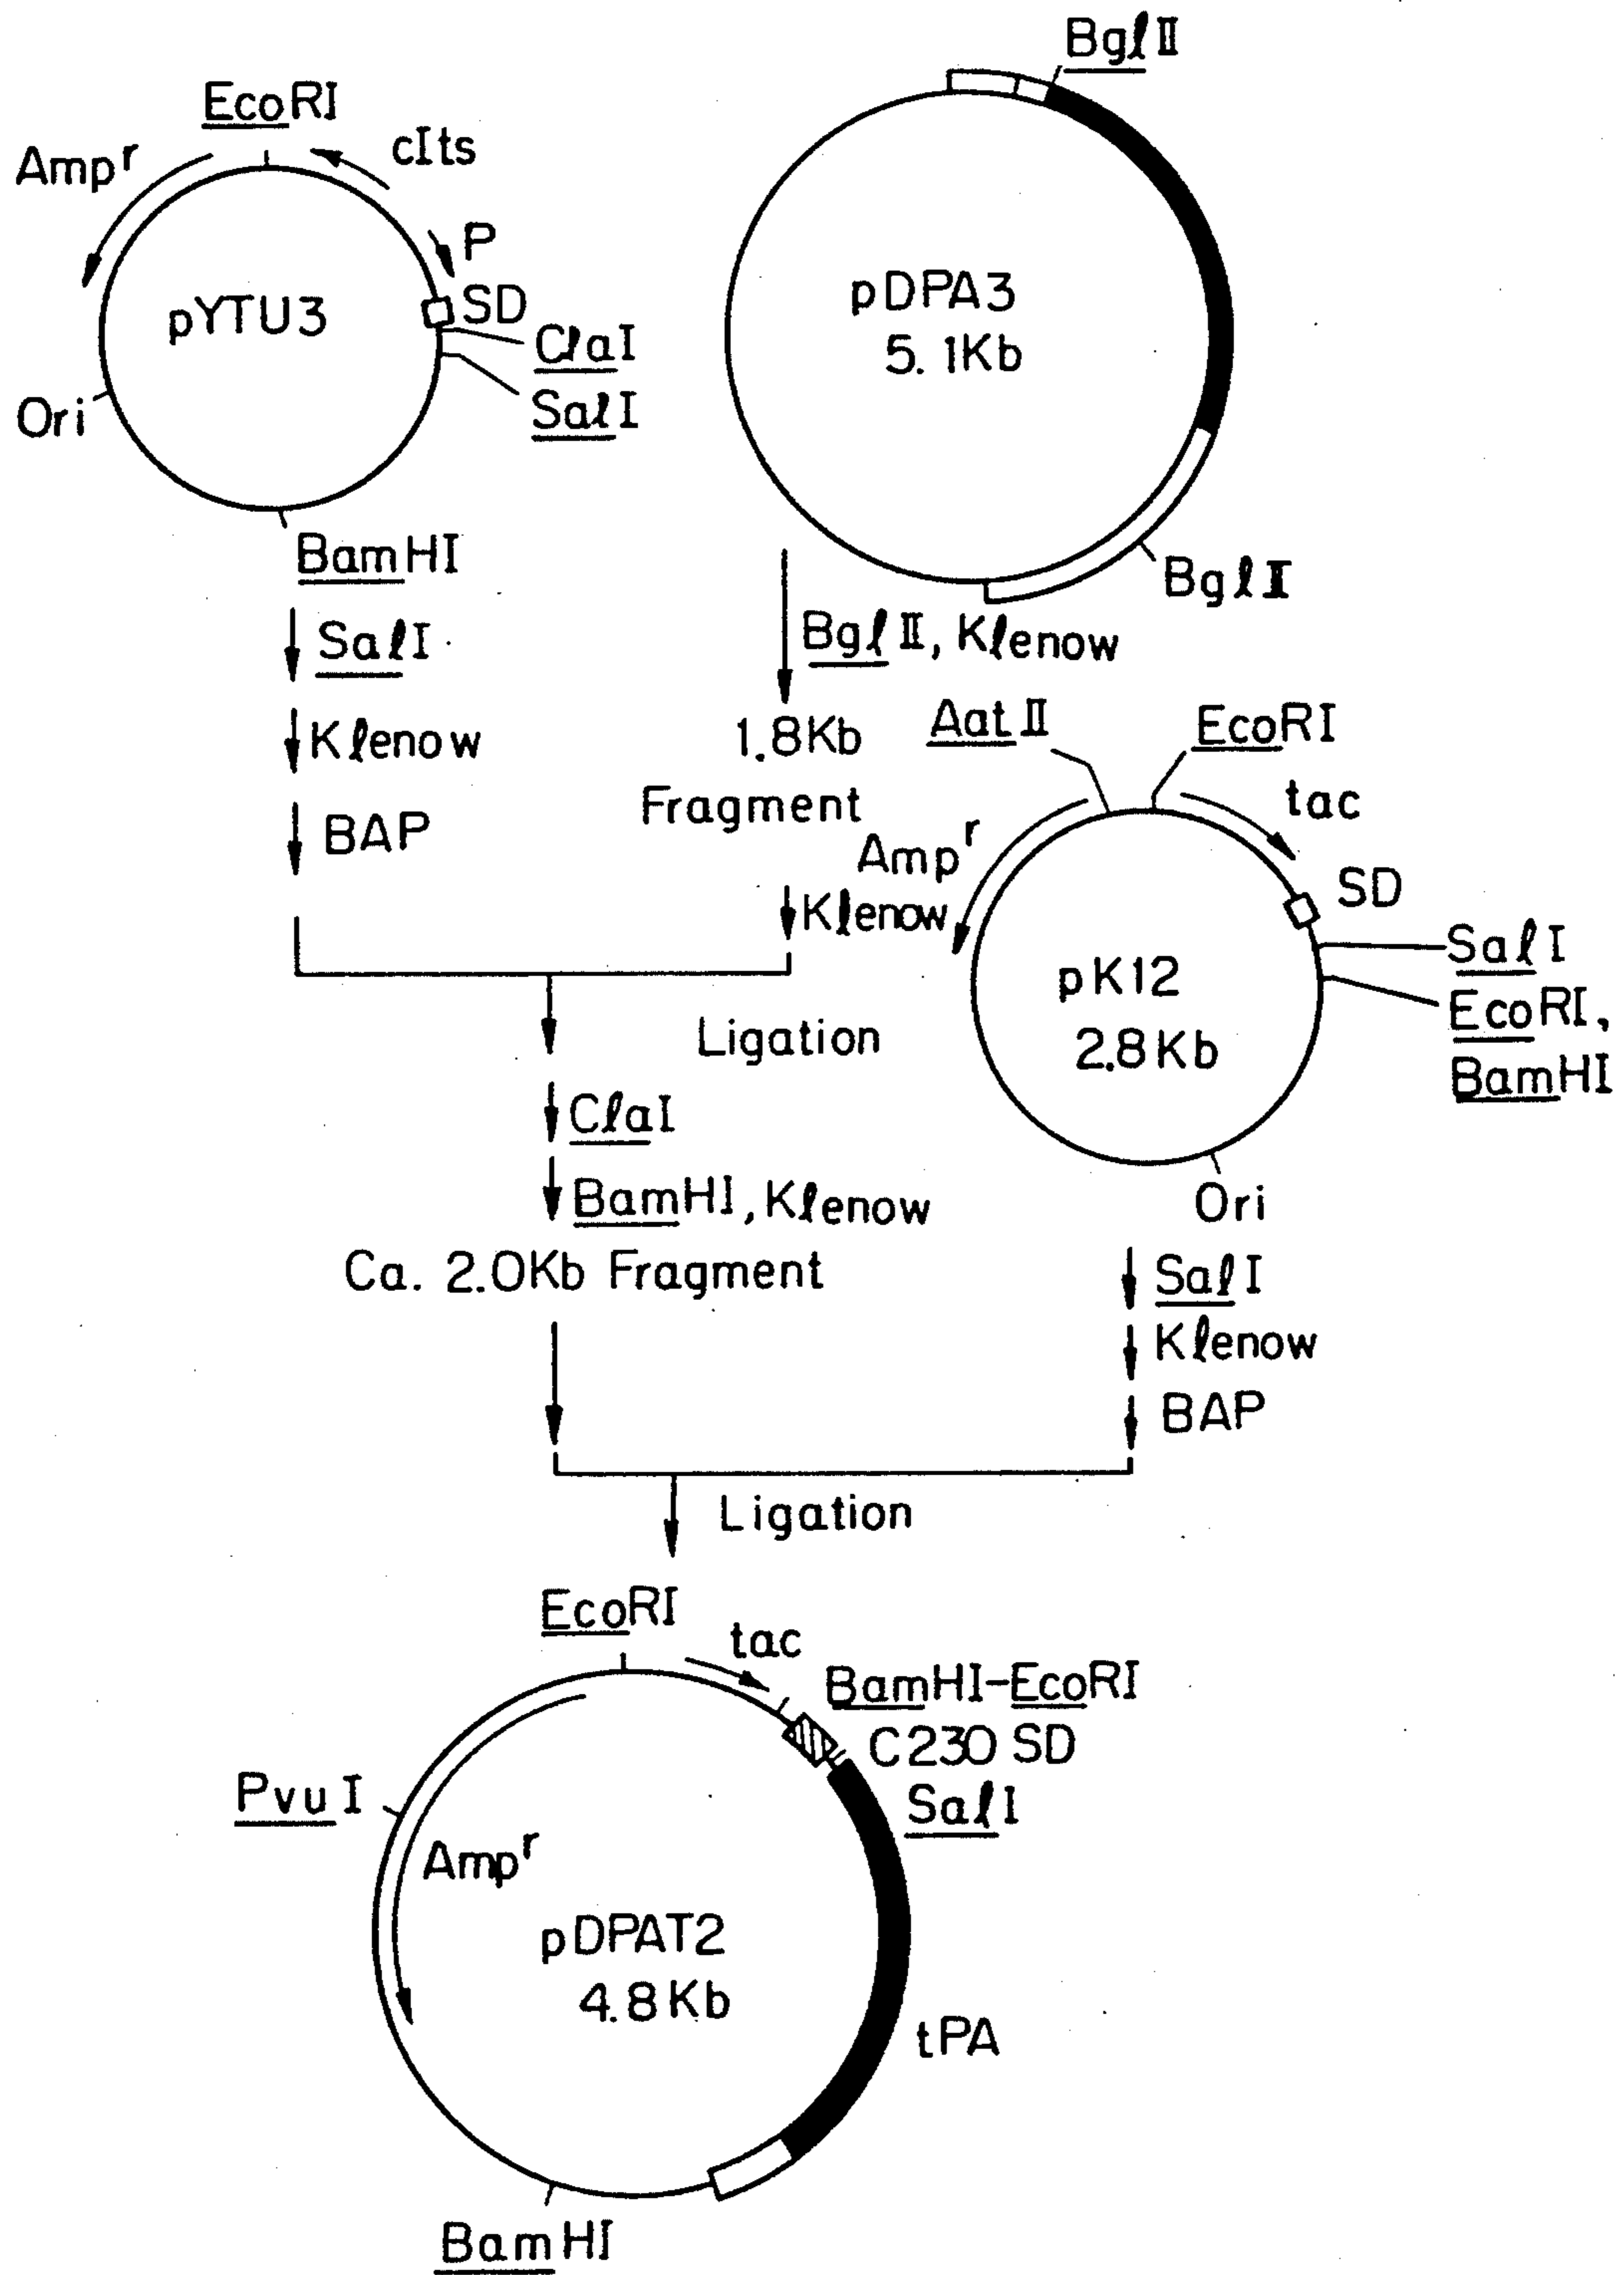 EcoRI
cIts
Ampʳ
P
SD
pYTU3
ClaI
SalI
Ori
BamHI
BglII
pDPA3
5.1Kb
BglII
SalI
Klenow
BAP
BglII, Klenow
1.8Kb
Fragment
Klenow
AatII
EcoRI
tac
Ampʳ
SD
SalI
EcoRI,
BamHI
pK12
2.8Kb
Ori
Ligation
ClaI
BamHI, Klenow
Ca. 2.0Kb Fragment
SalI
Klenow
BAP
Ligation
EcoRI
tac
BamHI-EcoRI
C230 SD
SalI
PvuI
Ampʳ
pDPAT2
4.8Kb
tPA
BamHI